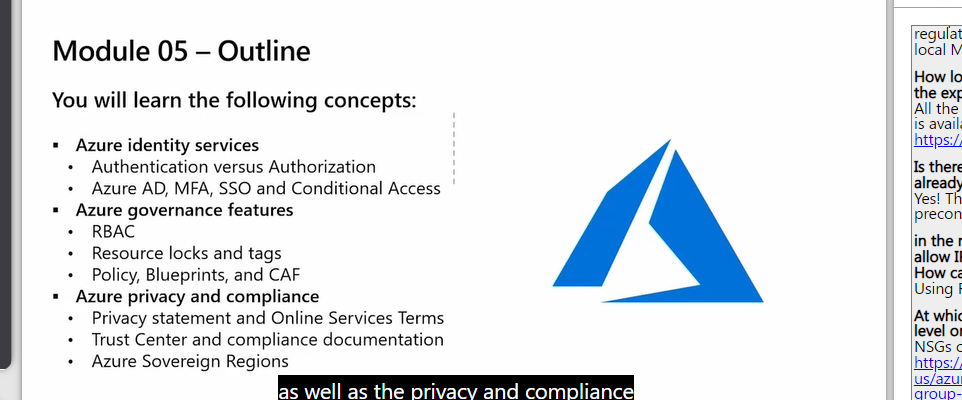 Module 05 – Outline
You will learn the following concepts:
▪ Azure identity services
• Authentication versus Authorization
• Azure AD, MFA, SSO and Conditional Access
▪ Azure governance features
• RBAC
• Resource locks and tags
• Policy, Blueprints, and CAF
▪ Azure privacy and compliance
• Privacy statement and Online Services Terms
• Trust Center and compliance documentation
• Azure Sovereign Regions
as well as the privacy and compliance
local M
How lo
the exp
All the
is avail
https:/
Is there
already
Yes! Th
precon
in the r
allow I
How ca
Using
At whic
level o
NSGs
https:/
us/azur
group-